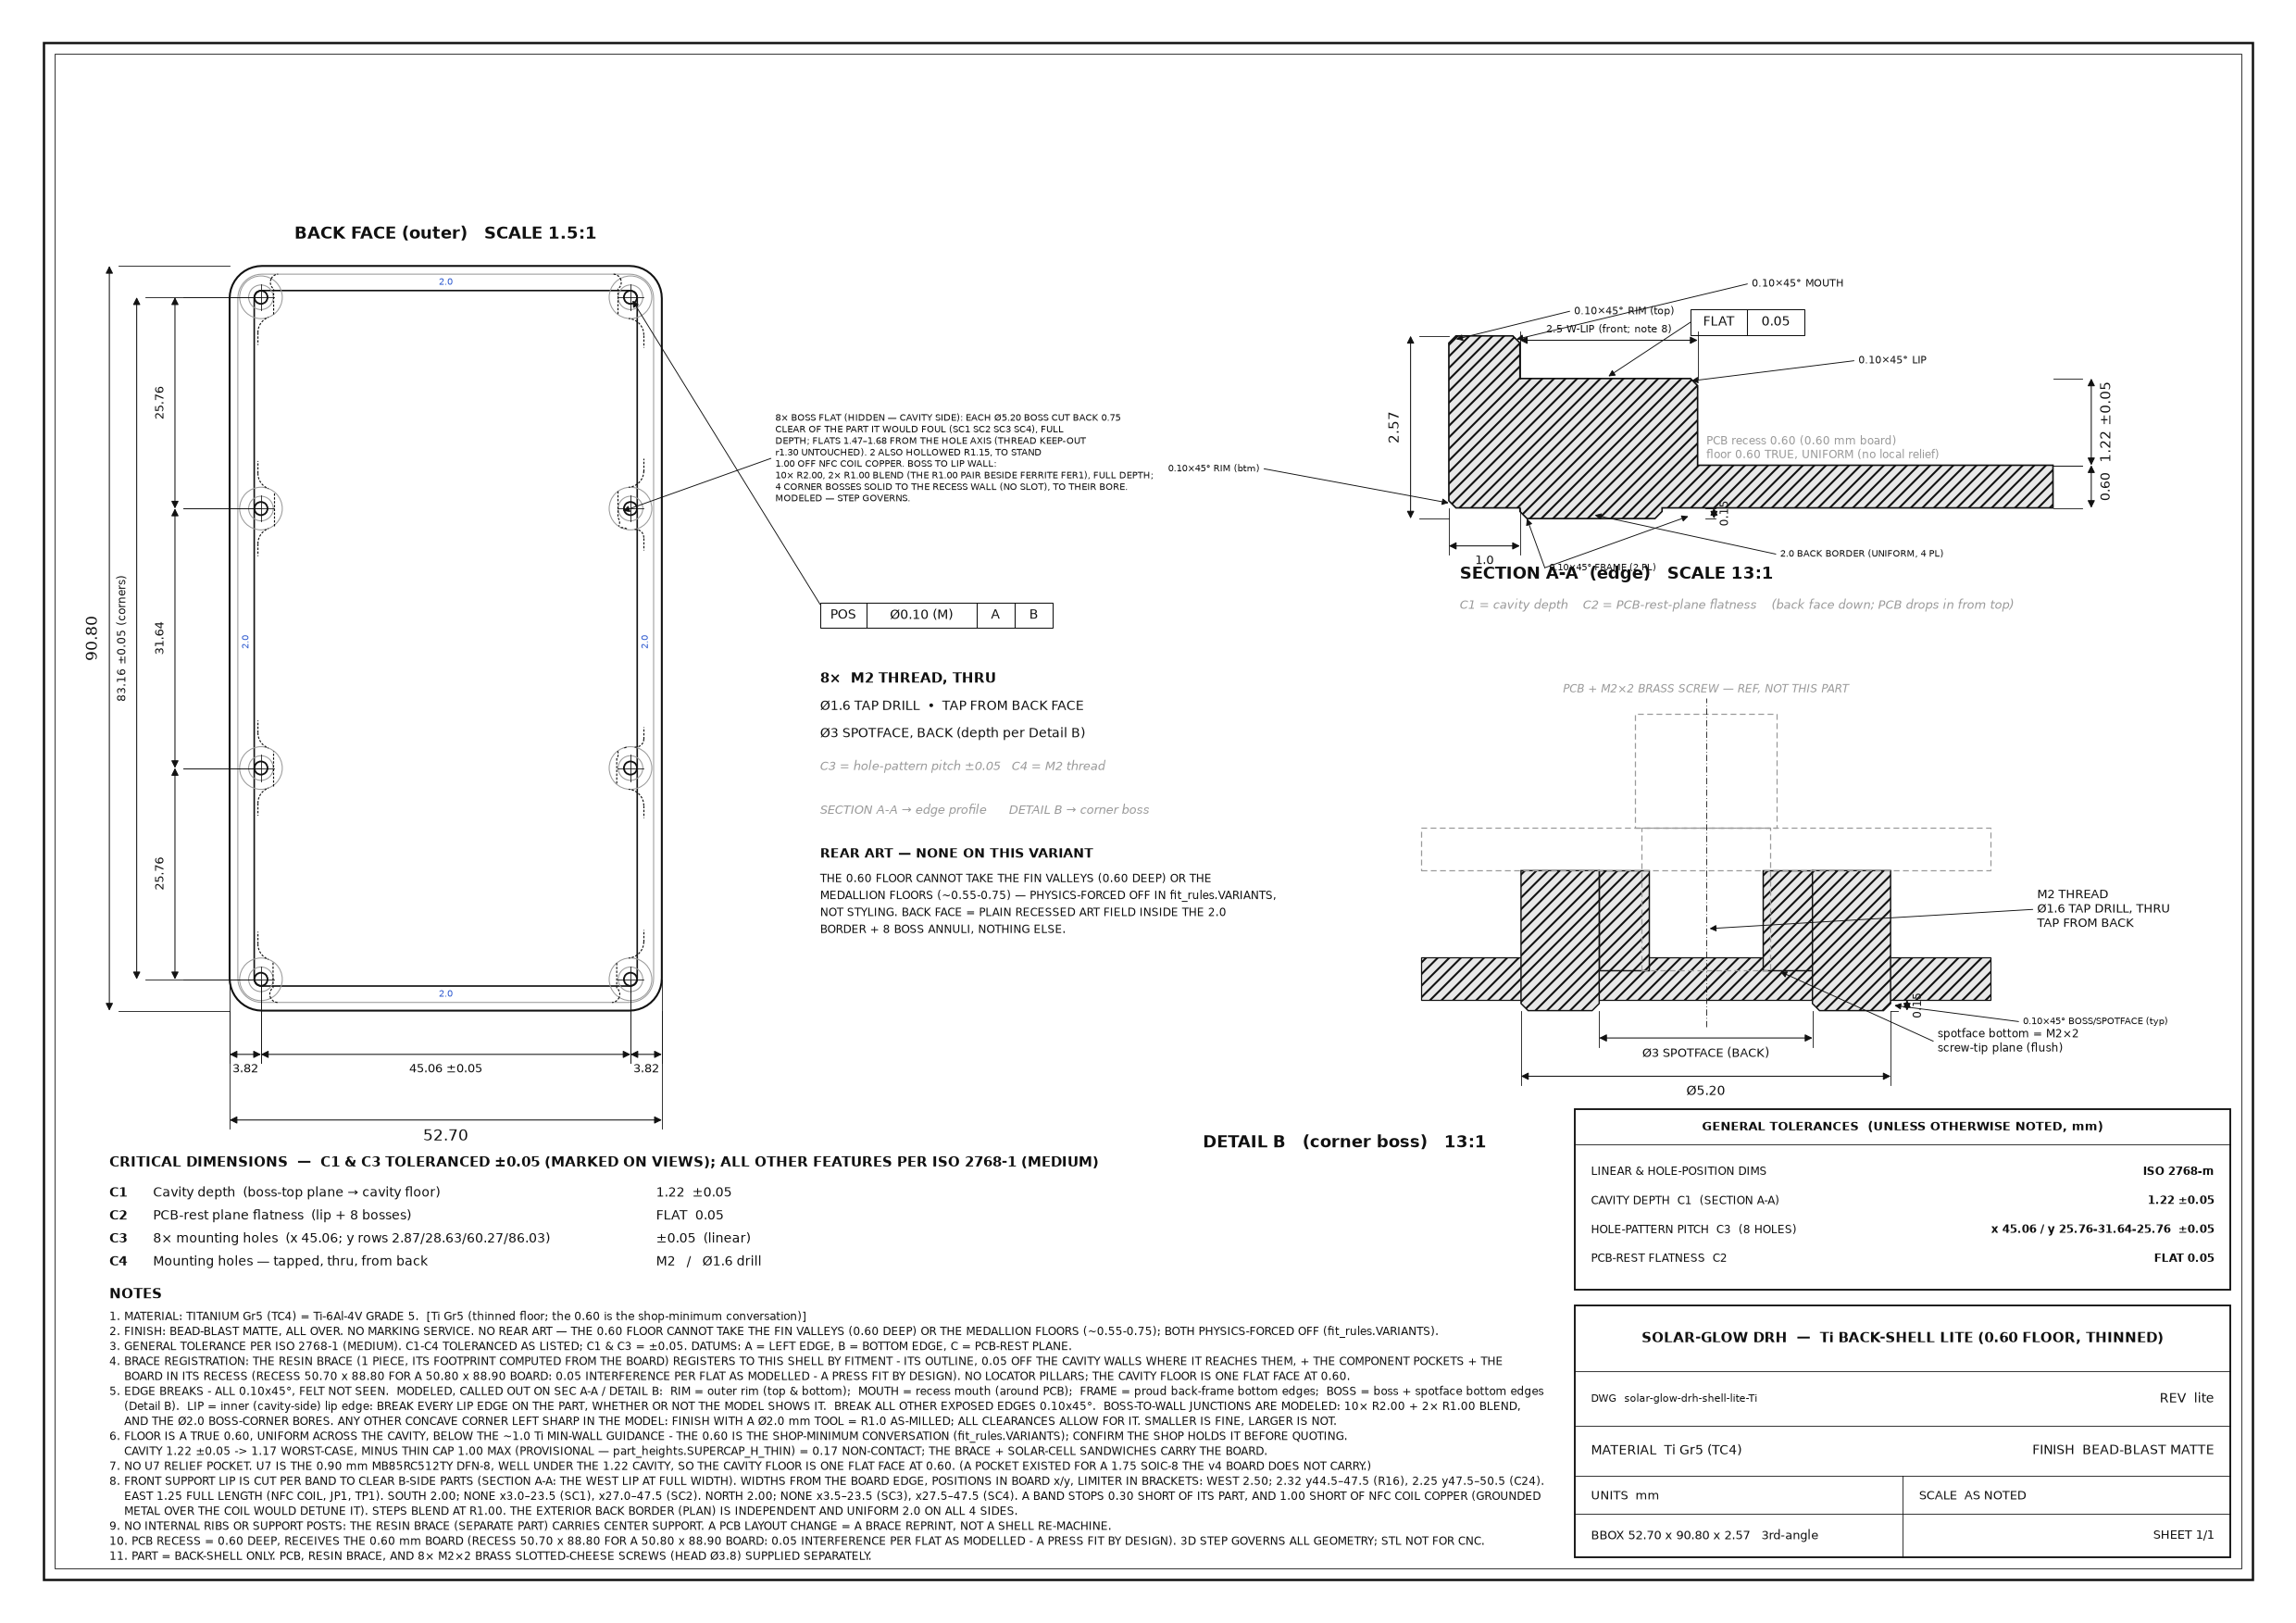 BACK FACE (outer)   SCALE 1.5:1
2.0
25.76
31.64
25.76
83.16 ±0.05 (corners)
90.80
2.0
2.0
2.0
3.82
45.06 ±0.05
3.82
52.70
8× BOSS FLAT (HIDDEN — CAVITY SIDE): EACH Ø5.20 BOSS CUT BACK 0.75
CLEAR OF THE PART IT WOULD FOUL (SC1 SC2 SC3 SC4), FULL
DEPTH; FLATS 1.47–1.68 FROM THE HOLE AXIS (THREAD KEEP-OUT
r1.30 UNTOUCHED). 2 ALSO HOLLOWED R1.15, TO STAND
1.00 OFF NFC COIL COPPER. BOSS TO LIP WALL:
10× R2.00, 2× R1.00 BLEND (THE R1.00 PAIR BESIDE FERRITE FER1), FULL DEPTH;
4 CORNER BOSSES SOLID TO THE RECESS WALL (NO SLOT), TO THEIR BORE.
MODELED — STEP GOVERNS.
POS   Ø0.10 (M)   A   B
8×  M2 THREAD, THRU
Ø1.6 TAP DRILL  •  TAP FROM BACK FACE
Ø3 SPOTFACE, BACK (depth per Detail B)
C3 = hole-pattern pitch ±0.05   C4 = M2 thread
SECTION A-A → edge profile      DETAIL B → corner boss
REAR ART — NONE ON THIS VARIANT
THE 0.60 FLOOR CANNOT TAKE THE FIN VALLEYS (0.60 DEEP) OR THE
MEDALLION FLOORS (~0.55-0.75) — PHYSICS-FORCED OFF IN fit_rules.VARIANTS,
NOT STYLING. BACK FACE = PLAIN RECESSED ART FIELD INSIDE THE 2.0
BORDER + 8 BOSS ANNULI, NOTHING ELSE.
0.10×45° MOUTH
0.10×45° RIM (top)
2.5 W-LIP (front; note 8)
FLAT   0.05
0.10×45° LIP
2.57
PCB recess 0.60 (0.60 mm board)
floor 0.60 TRUE, UNIFORM (no local relief)
1.22 ±0.05
0.60
0.10×45° RIM (btm)
0.15
2.0 BACK BORDER (UNIFORM, 4 PL)
1.0
0.10×45° FRAME (2 PL)
SECTION A-A  (edge)   SCALE 13:1
C1 = cavity depth    C2 = PCB-rest-plane flatness    (back face down; PCB drops in from top)
PCB + M2×2 BRASS SCREW — REF, NOT THIS PART
M2 THREAD
Ø1.6 TAP DRILL, THRU
TAP FROM BACK
0.15
0.10×45° BOSS/SPOTFACE (typ)
spotface bottom = M2×2
screw-tip plane (flush)
Ø3 SPOTFACE (BACK)
Ø5.20
DETAIL B   (corner boss)   13:1
CRITICAL DIMENSIONS  —  C1 & C3 TOLERANCED ±0.05 (MARKED ON VIEWS); ALL OTHER FEATURES PER ISO 2768-1 (MEDIUM)
C1   Cavity depth  (boss-top plane → cavity floor)   1.22  ±0.05
C2   PCB-rest plane flatness  (lip + 8 bosses)   FLAT  0.05
C3   8× mounting holes  (x 45.06; y rows 2.87/28.63/60.27/86.03)   ±0.05  (linear)
C4   Mounting holes — tapped, thru, from back   M2   /   Ø1.6 drill
NOTES
1. MATERIAL: TITANIUM Gr5 (TC4) = Ti-6Al-4V GRADE 5.  [Ti Gr5 (thinned floor; the 0.60 is the shop-minimum conversation)]
2. FINISH: BEAD-BLAST MATTE, ALL OVER. NO MARKING SERVICE. NO REAR ART — THE 0.60 FLOOR CANNOT TAKE THE FIN VALLEYS (0.60 DEEP) OR THE MEDALLION FLOORS (~0.55-0.75); BOTH PHYSICS-FORCED OFF (fit_rules.VARIANTS).
3. GENERAL TOLERANCE PER ISO 2768-1 (MEDIUM). C1-C4 TOLERANCED AS LISTED; C1 & C3 = ±0.05. DATUMS: A = LEFT EDGE, B = BOTTOM EDGE, C = PCB-REST PLANE.
4. BRACE REGISTRATION: THE RESIN BRACE (1 PIECE, ITS FOOTPRINT COMPUTED FROM THE BOARD) REGISTERS TO THIS SHELL BY FITMENT - ITS OUTLINE, 0.05 OFF THE CAVITY WALLS WHERE IT REACHES THEM, + THE COMPONENT POCKETS + THE
BOARD IN ITS RECESS (RECESS 50.70 x 88.80 FOR A 50.80 x 88.90 BOARD: 0.05 INTERFERENCE PER FLAT AS MODELLED - A PRESS FIT BY DESIGN). NO LOCATOR PILLARS; THE CAVITY FLOOR IS ONE FLAT FACE AT 0.60.
5. EDGE BREAKS - ALL 0.10x45°, FELT NOT SEEN.  MODELED, CALLED OUT ON SEC A-A / DETAIL B:  RIM = outer rim (top & bottom);  MOUTH = recess mouth (around PCB);  FRAME = proud back-frame bottom edges;  BOSS = boss + spotface bottom edges
(Detail B).  LIP = inner (cavity-side) lip edge: BREAK EVERY LIP EDGE ON THE PART, WHETHER OR NOT THE MODEL SHOWS IT.  BREAK ALL OTHER EXPOSED EDGES 0.10x45°.  BOSS-TO-WALL JUNCTIONS ARE MODELED: 10× R2.00 + 2× R1.00 BLEND,
AND THE Ø2.0 BOSS-CORNER BORES. ANY OTHER CONCAVE CORNER LEFT SHARP IN THE MODEL: FINISH WITH A Ø2.0 mm TOOL = R1.0 AS-MILLED; ALL CLEARANCES ALLOW FOR IT. SMALLER IS FINE, LARGER IS NOT.
6. FLOOR IS A TRUE 0.60, UNIFORM ACROSS THE CAVITY, BELOW THE ~1.0 Ti MIN-WALL GUIDANCE - THE 0.60 IS THE SHOP-MINIMUM CONVERSATION (fit_rules.VARIANTS); CONFIRM THE SHOP HOLDS IT BEFORE QUOTING.
CAVITY 1.22 ±0.05 -> 1.17 WORST-CASE, MINUS THIN CAP 1.00 MAX (PROVISIONAL — part_heights.SUPERCAP_H_THIN) = 0.17 NON-CONTACT; THE BRACE + SOLAR-CELL SANDWICHES CARRY THE BOARD.
7. NO U7 RELIEF POCKET. U7 IS THE 0.90 mm MB85RC512TY DFN-8, WELL UNDER THE 1.22 CAVITY, SO THE CAVITY FLOOR IS ONE FLAT FACE AT 0.60. (A POCKET EXISTED FOR A 1.75 SOIC-8 THE v4 BOARD DOES NOT CARRY.)
8. FRONT SUPPORT LIP IS CUT PER BAND TO CLEAR B-SIDE PARTS (SECTION A-A: THE WEST LIP AT FULL WIDTH). WIDTHS FROM THE BOARD EDGE, POSITIONS IN BOARD x/y, LIMITER IN BRACKETS: WEST 2.50; 2.32 y44.5–47.5 (R16), 2.25 y47.5–50.5 (C24).
EAST 1.25 FULL LENGTH (NFC COIL, JP1, TP1). SOUTH 2.00; NONE x3.0–23.5 (SC1), x27.0–47.5 (SC2). NORTH 2.00; NONE x3.5–23.5 (SC3), x27.5–47.5 (SC4). A BAND STOPS 0.30 SHORT OF ITS PART, AND 1.00 SHORT OF NFC COIL COPPER (GROUNDED
METAL OVER THE COIL WOULD DETUNE IT). STEPS BLEND AT R1.00. THE EXTERIOR BACK BORDER (PLAN) IS INDEPENDENT AND UNIFORM 2.0 ON ALL 4 SIDES.
9. NO INTERNAL RIBS OR SUPPORT POSTS: THE RESIN BRACE (SEPARATE PART) CARRIES CENTER SUPPORT. A PCB LAYOUT CHANGE = A BRACE REPRINT, NOT A SHELL RE-MACHINE.
10. PCB RECESS = 0.60 DEEP, RECEIVES THE 0.60 mm BOARD (RECESS 50.70 x 88.80 FOR A 50.80 x 88.90 BOARD: 0.05 INTERFERENCE PER FLAT AS MODELLED - A PRESS FIT BY DESIGN). 3D STEP GOVERNS ALL GEOMETRY; STL NOT FOR CNC.
11. PART = BACK-SHELL ONLY. PCB, RESIN BRACE, AND 8× M2×2 BRASS SLOTTED-CHEESE SCREWS (HEAD Ø3.8) SUPPLIED SEPARATELY.
GENERAL TOLERANCES  (UNLESS OTHERWISE NOTED, mm)
LINEAR & HOLE-POSITION DIMS   ISO 2768-m
CAVITY DEPTH  C1  (SECTION A-A)   1.22 ±0.05
HOLE-PATTERN PITCH  C3  (8 HOLES)   x 45.06 / y 25.76-31.64-25.76  ±0.05
PCB-REST FLATNESS  C2   FLAT 0.05
SOLAR-GLOW DRH  —  Ti BACK-SHELL LITE (0.60 FLOOR, THINNED)
DWG  solar-glow-drh-shell-lite-Ti   REV  lite
MATERIAL  Ti Gr5 (TC4)   FINISH  BEAD-BLAST MATTE
UNITS  mm   SCALE  AS NOTED
BBOX 52.70 x 90.80 x 2.57   3rd-angle   SHEET 1/1